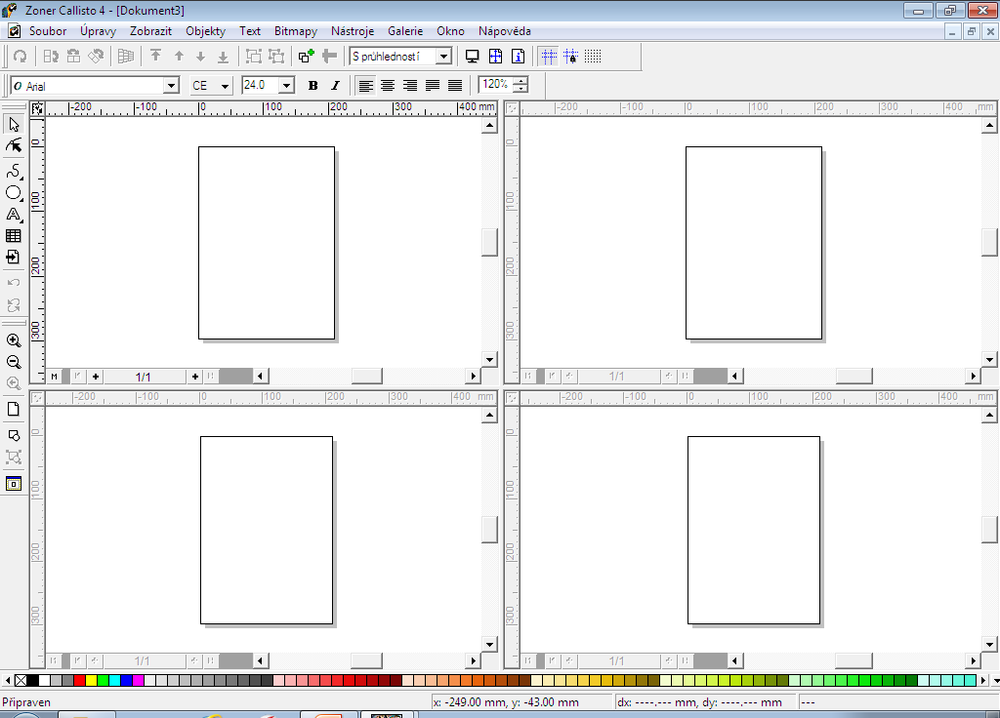 Zoner Callisto 4 - [Dokument3]
Soubor Úpravy Zobrazit Objekty Text Bitmapy Nástroje Galerie Okno Nápověda
S průhledností
O Arial CE 24.0 B I 120%
-200 -100 0 100 200 300 400 mm
-200 -100 0 100 200 300 400 mm
0 100 200 300
0 100 200 300
M 1/1
1/1
-200 -100 0 100 200 300 400 mm
-200 -100 0 100 200 300 400 mm
0 100 200 300
0 100 200 300
1/1
1/1
Připraven x: -249.00 mm, y: -43.00 mm dx: ----.--- mm, dy: ----.--- mm ---